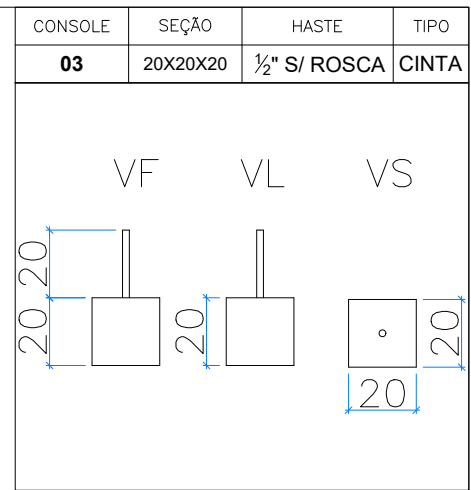 CONSOLE SEÇÃO HASTE TIPO
03 20X20X20 ½" S/ ROSCA CINTA
VF VL VS
20
20 20 20
20